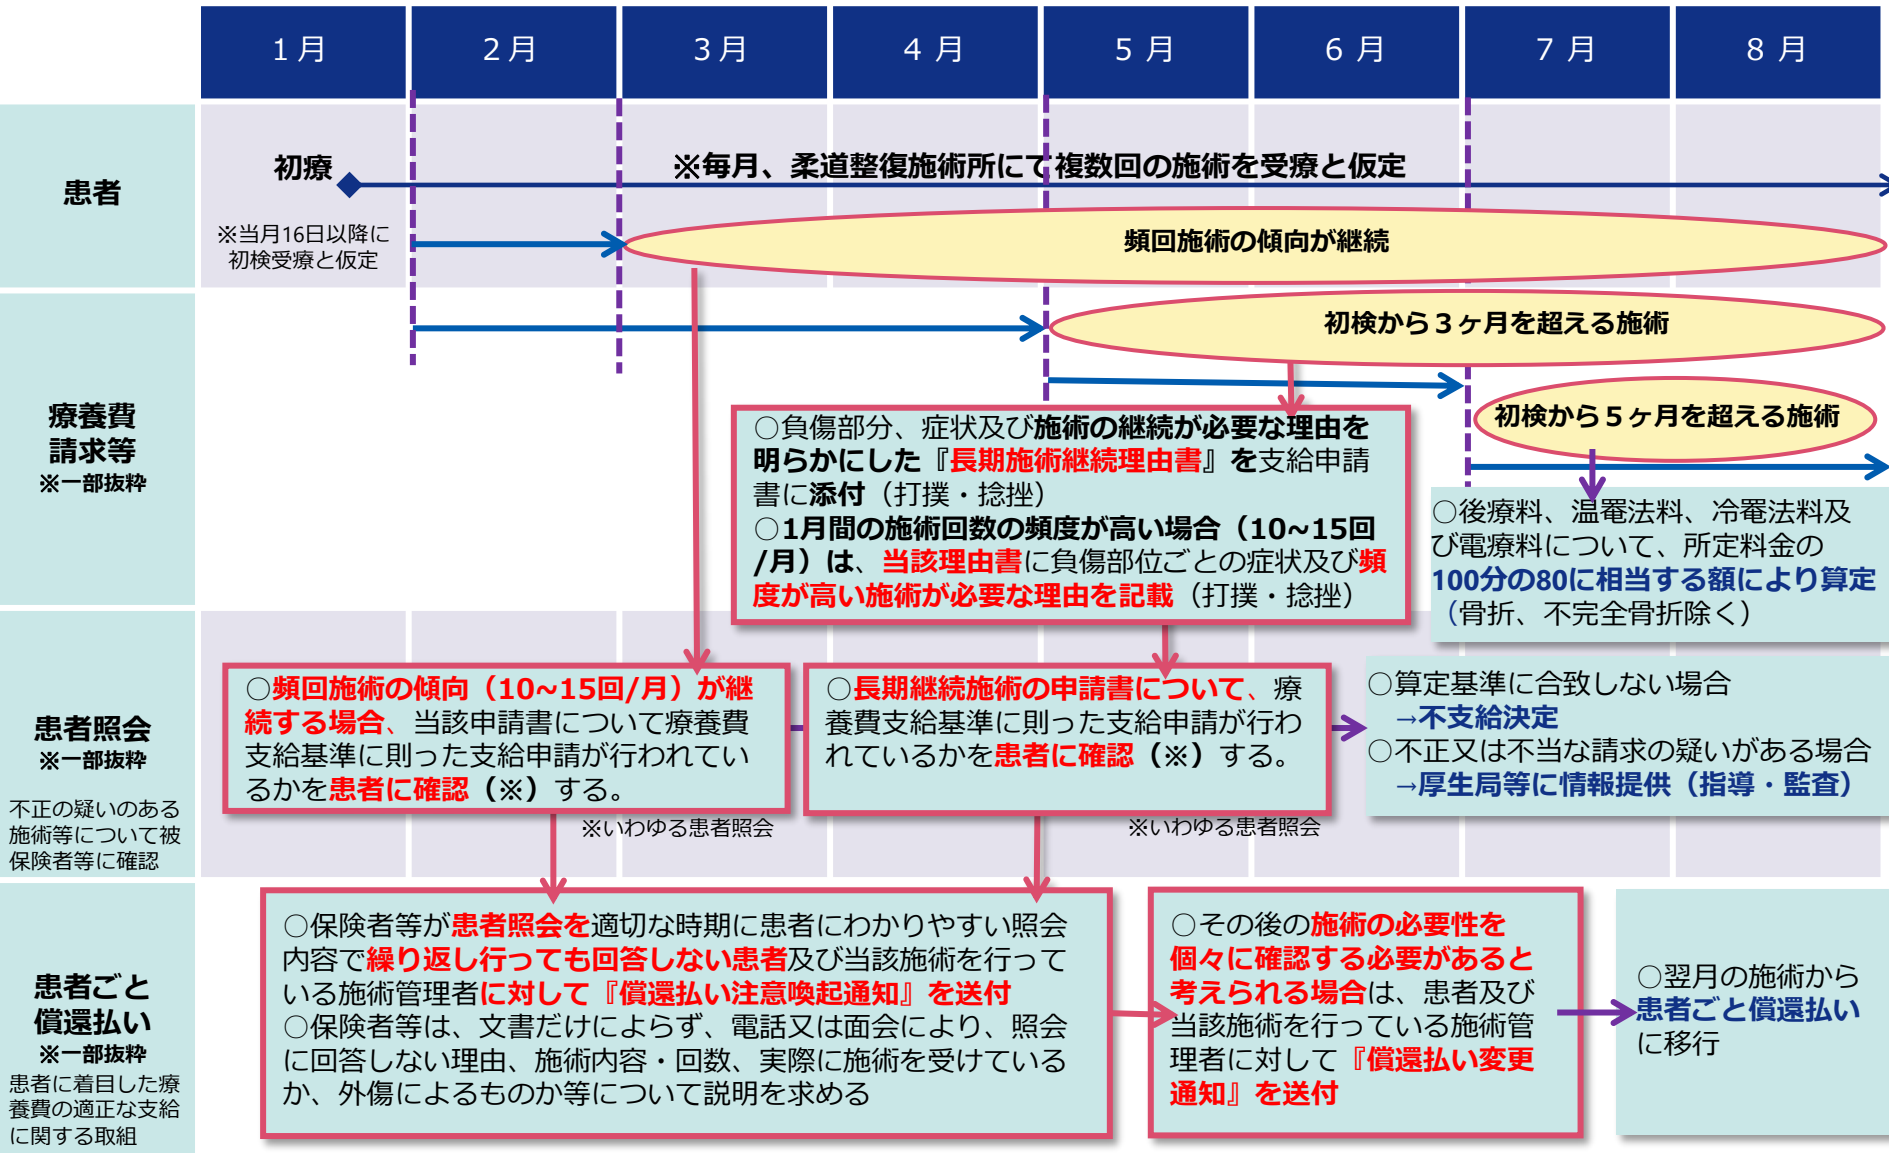 1月
2月
3月
4 月
5 月
6 月
7 月
8 月
患者
初療
※毎月、柔道整復施術所にて複数回の施術を受療と仮定
※当月16日以降に
初検受療と仮定
頻回施術の傾向が継続
療養費
請求等
※一部抜粋
初検から３ヶ月を超える施術
初検から５ヶ月を超える施術
○負傷部分、症状及び施術の継続が必要な理由を
明らかにした『長期施術継続理由書』を支給申請
書に添付（打撲・捻挫）
○1月間の施術回数の頻度が高い場合（10~15回
/月）は、当該理由書に負傷部位ごとの症状及び頻
度が高い施術が必要な理由を記載（打撲・捻挫）
○後療料、温罨法料、冷罨法料及
び電療料について、所定料金の
100分の80に相当する額により算定
（骨折、不完全骨折除く）
患者照会
※一部抜粋
不正の疑いのある
施術等について被
保険者等に確認
○頻回施術の傾向（10~15回/月）が継
続する場合、当該申請書について療養費
支給基準に則った支給申請が行われてい
るかを患者に確認（※）する。
※いわゆる患者照会
○長期継続施術の申請書について、療
養費支給基準に則った支給申請が行わ
れているかを患者に確認（※）する。
※いわゆる患者照会
○算定基準に合致しない場合
→不支給決定
○不正又は不当な請求の疑いがある場合
→厚生局等に情報提供（指導・監査）
患者ごと
償還払い
※一部抜粋
患者に着目した療
養費の適正な支給
に関する取組
○保険者等が患者照会を適切な時期に患者にわかりやすい照会
内容で繰り返し行っても回答しない患者及び当該施術を行って
いる施術管理者に対して『償還払い注意喚起通知』を送付
○保険者等は、文書だけによらず、電話又は面会により、照会
に回答しない理由、施術内容・回数、実際に施術を受けている
か、外傷によるものか等について説明を求める
○その後の施術の必要性を
個々に確認する必要があると
考えられる場合は、患者及び
当該施術を行っている施術管
理者に対して『償還払い変更
通知』を送付
○翌月の施術から
患者ごと償還払い
に移行